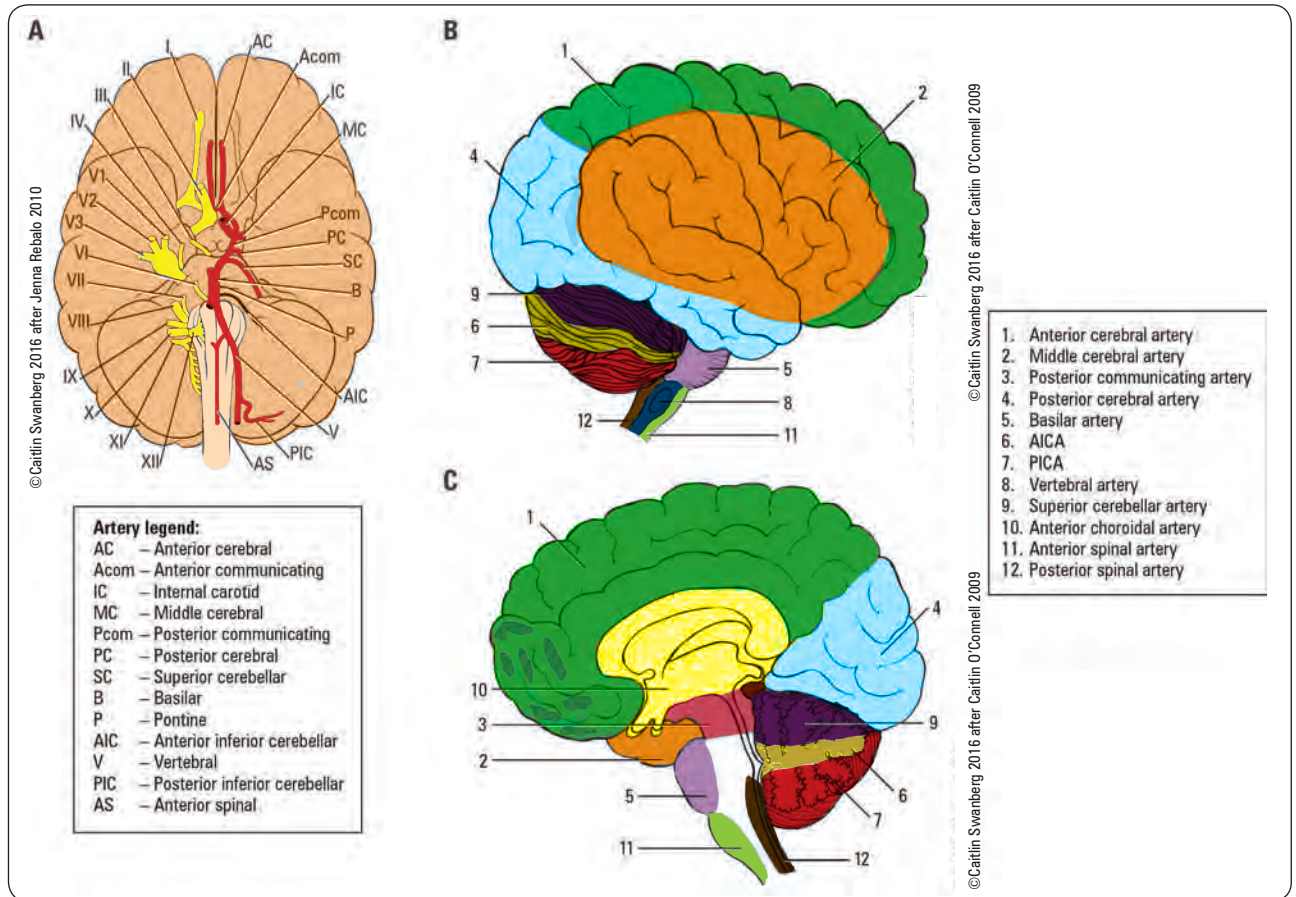 A
I
AC
Acom
II
IC
III
MC
IV
V1
V2
V3
Pcom
PC
VI
SC
VII
B
VIII
P
IX
AIC
X
V
XI
PIC
XII
AS
©Caitlin Swanberg 2016 after Jenna Rebalo 2010
Artery legend:
AC – Anterior cerebral
Acom – Anterior communicating
IC – Internal carotid
MC – Middle cerebral
Pcom – Posterior communicating
PC – Posterior cerebral
SC – Superior cerebellar
B – Basilar
P – Pontine
AIC – Anterior inferior cerebellar
V – Vertebral
PIC – Posterior inferior cerebellar
AS – Anterior spinal
B
1
2
4
9
6
7
5
8
12
11
©Caitlin Swanberg 2016 after Caitlin O'Connell 2009
C
1
4
10
3
9
2
5
6
7
11
12
©Caitlin Swanberg 2016 after Caitlin O'Connell 2009
1. Anterior cerebral artery
2. Middle cerebral artery
3. Posterior communicating artery
4. Posterior cerebral artery
5. Basilar artery
6. AICA
7. PICA
8. Vertebral artery
9. Superior cerebellar artery
10. Anterior choroidal artery
11. Anterior spinal artery
12. Posterior spinal artery